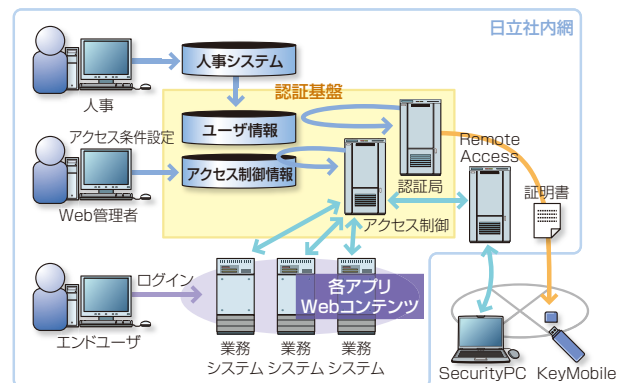 日立社内網
人事システム
人事
認証基盤
ユーザ情報
アクセス条件設定
アクセス制御情報
Web管理者
認証局
アクセス制御
Remote
Access
証明書
ログイン
エンドユーザ
各アプリ
Webコンテンツ
業務
システム
業務
システム
業務
システム
SecurityPC
KeyMobile